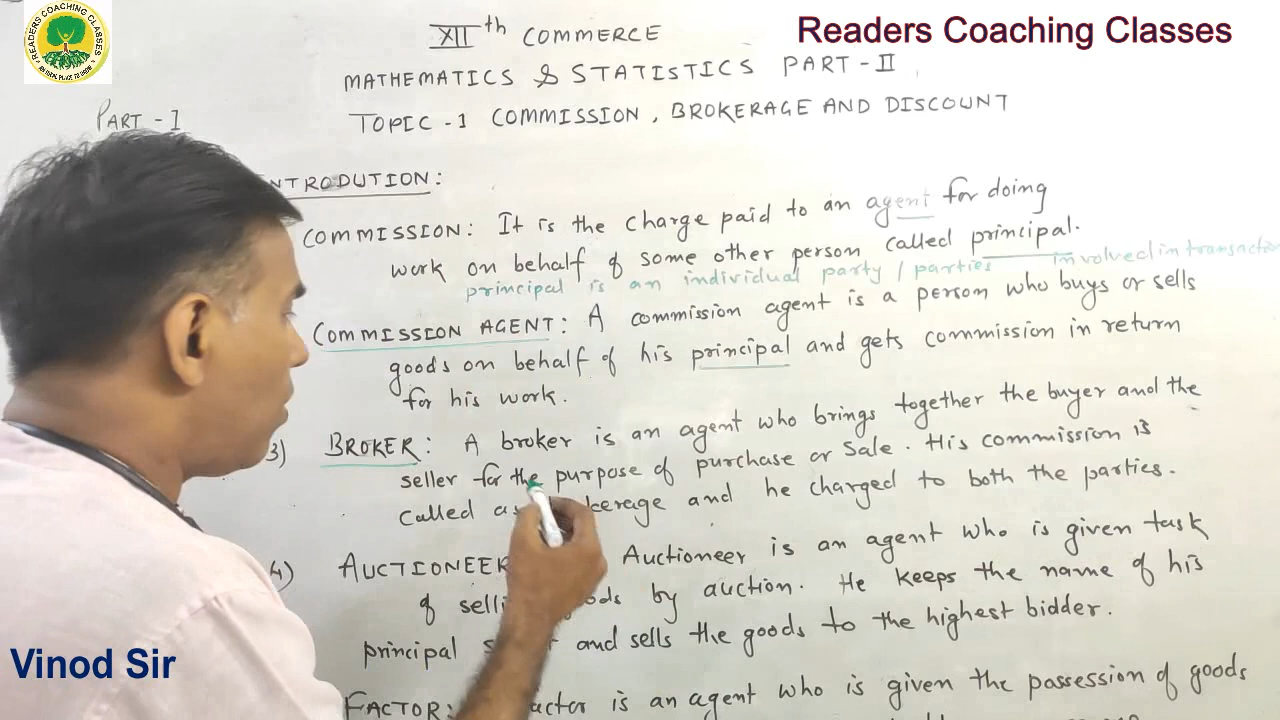 READERS COACHING CLASSES
Readers Coaching Classes
XIIth COMMERCE
MATHEMATICS & STATISTICS PART-II
PART-I
TOPIC-1 COMMISSION, BROKERAGE AND DISCOUNT
NTRODUTION:
COMMISSION: It is the charge paid to an agent for doing
work on behalf of some other person called principal.
principal is an individual party / parties involved in transaction
COMMISSION AGENT: A commission agent is a person who buys or sells
goods on behalf of his principal and gets commission in return
for his work.
3) BROKER: A broker is an agent who brings together the buyer and the
seller for the purpose of purchase or sale. His commission is
called as kerage and he charged to both the parties.
4) AUCTIONEER Auctioneer is an agent who is given task
of selli ods by auction. He keeps the name of his
principal and sells the goods to the highest bidder.
FACTOR: actor is an agent who is given the possession of goods
Vinod Sir